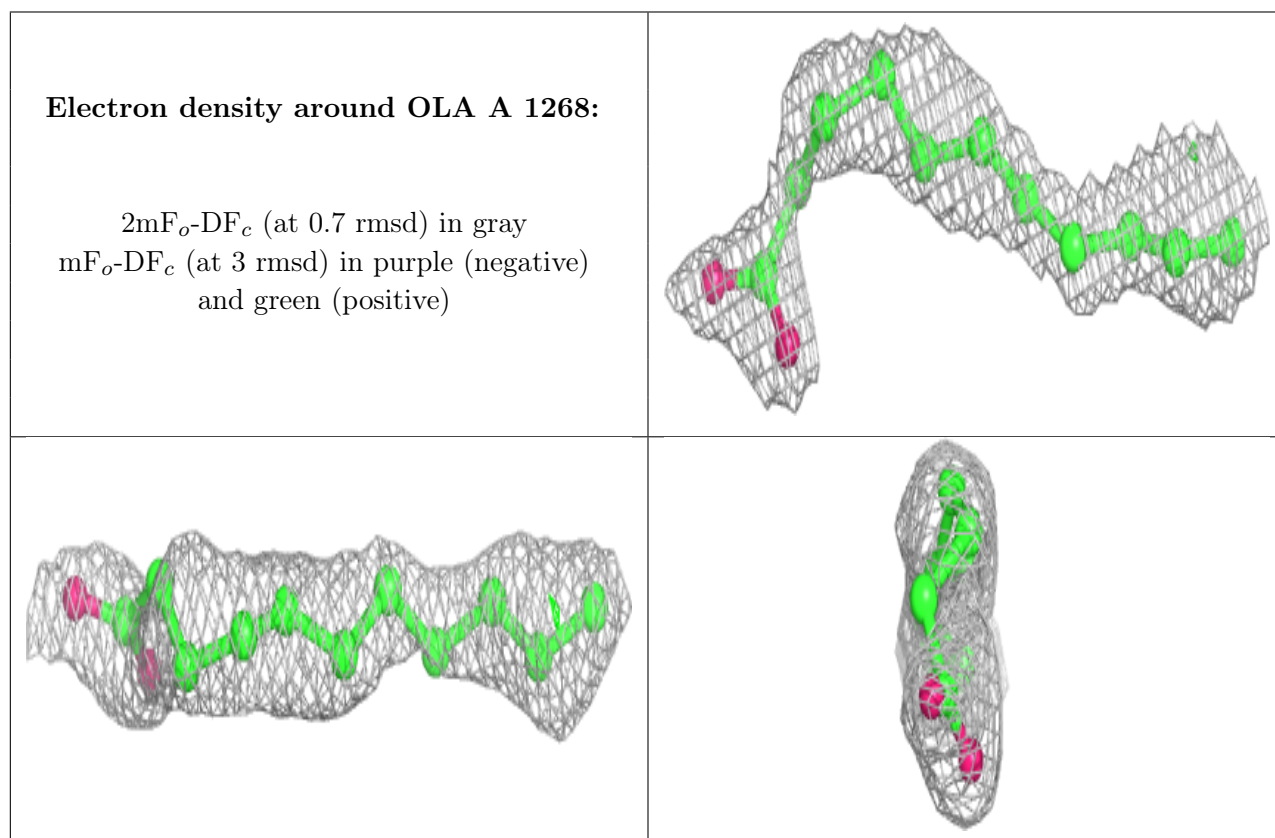 Electron density around OLA A 1268:
2mFo-DFc (at 0.7 rmsd) in gray
mFo-DFc (at 3 rmsd) in purple (negative)
and green (positive)